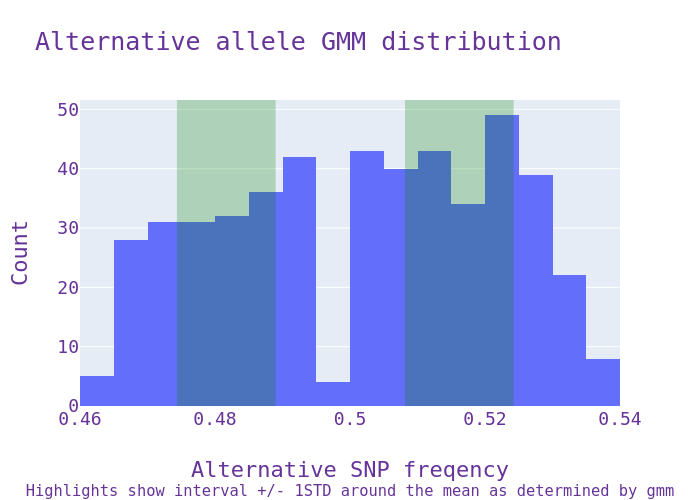 Alternative allele GMM distribution
50
40
30
20
10
0
Count
0.46
0.48
0.5
0.52
0.54
Alternative SNP freqency
Highlights show interval +/- 1STD around the mean as determined by gmm